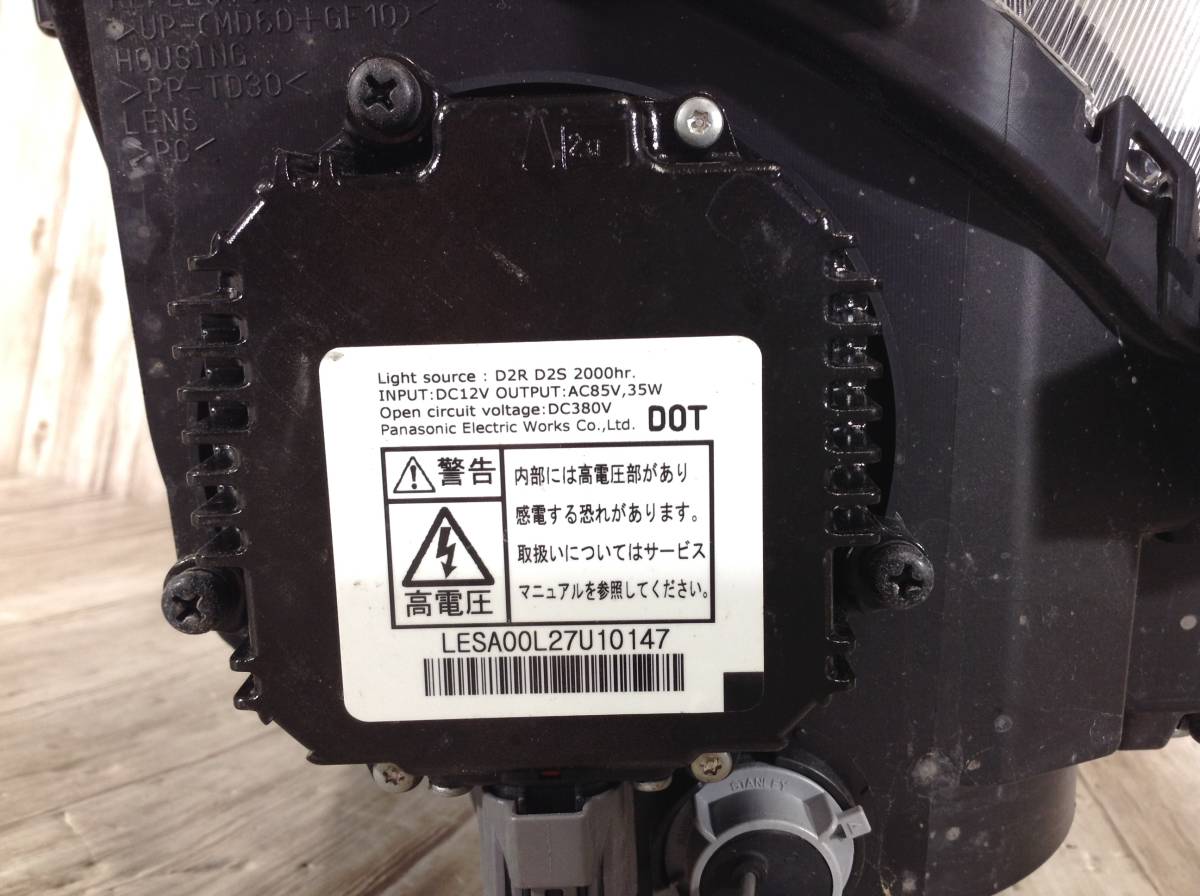 >UP-(MD60+GF10)<
HOUSING
>PP-TD30<
LENS
>PC<
Light source : D2R D2S 2000hr.
INPUT:DC12V OUTPUT:AC85V,35W
Open circuit voltage:DC380V
Panasonic Electric Works Co.,Ltd. DOT
警告
高電圧
内部には高電圧部があり
感電する恐れがあります。
取扱いについてはサービス
マニュアルを参照してください。
LESA00L27U10147
STANLEY